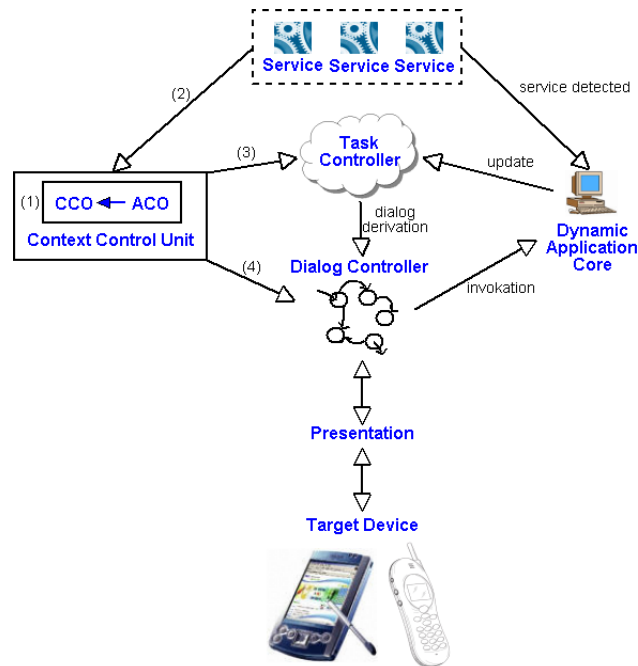 Service Service Service
(2)
service detected
(3)
Task
Controller
update
(1)
CCO ACO
Context Control Unit
dialog
derivation
Dynamic
Application
Core
(4)
Dialog Controller
invokation
Presentation
Target Device